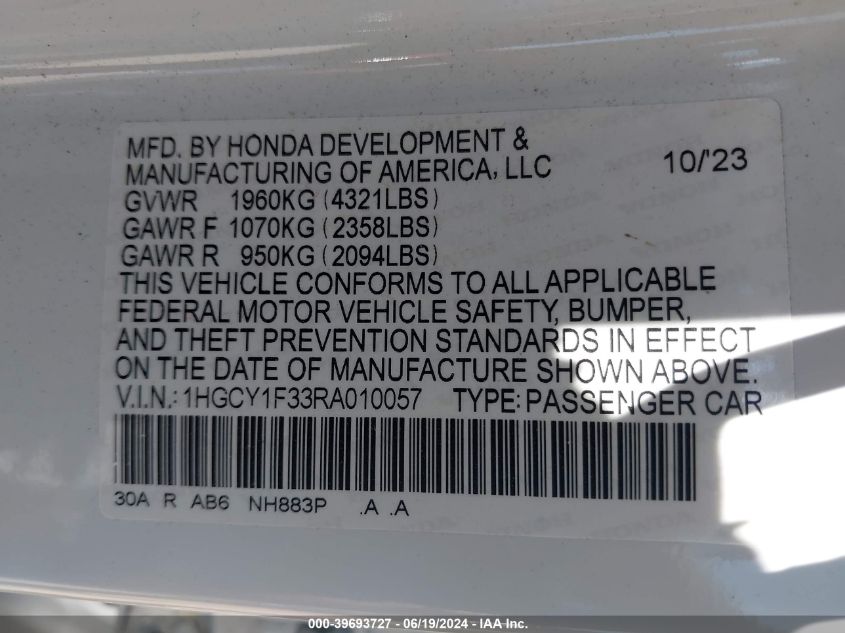 MFD. BY HONDA DEVELOPMENT &
MANUFACTURING OF AMERICA, LLC 10/'23
GVWR 1960KG (4321LBS)
GAWR F 1070KG (2358LBS)
GAWR R 950KG (2094LBS)
THIS VEHICLE CONFORMS TO ALL APPLICABLE
FEDERAL MOTOR VEHICLE SAFETY, BUMPER,
AND THEFT PREVENTION STANDARDS IN EFFECT
ON THE DATE OF MANUFACTURE SHOWN ABOVE.
V.I.N.: 1HGCY1F33RA010057 TYPE: PASSENGER CAR
30A R AB6 NH883P .A .A
000-39693727 - 06/19/2024 - IAA Inc.